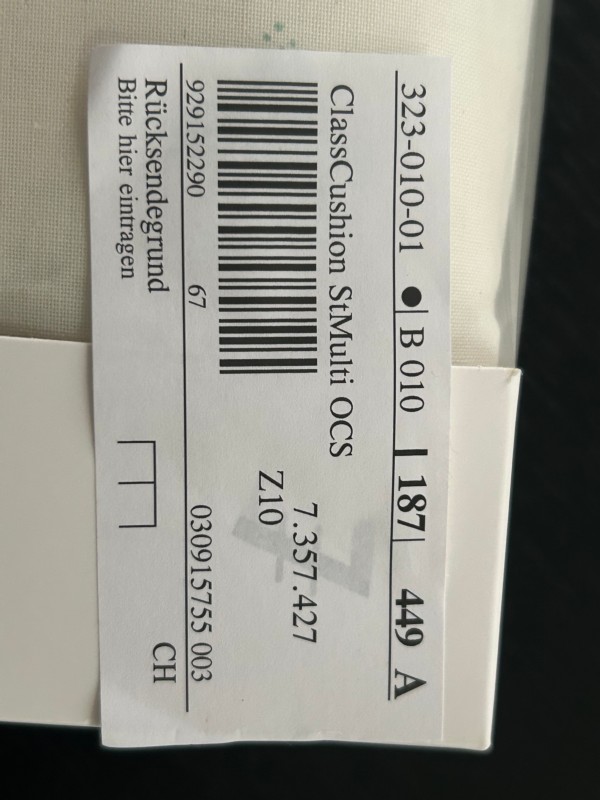 323-010-01 ● B 010 187 449 A
ClassCushion StMulti OCS
7.357.427
Z10
929152290 67 030915755 003
Rücksendegrund
Bitte hier eintragen
CH